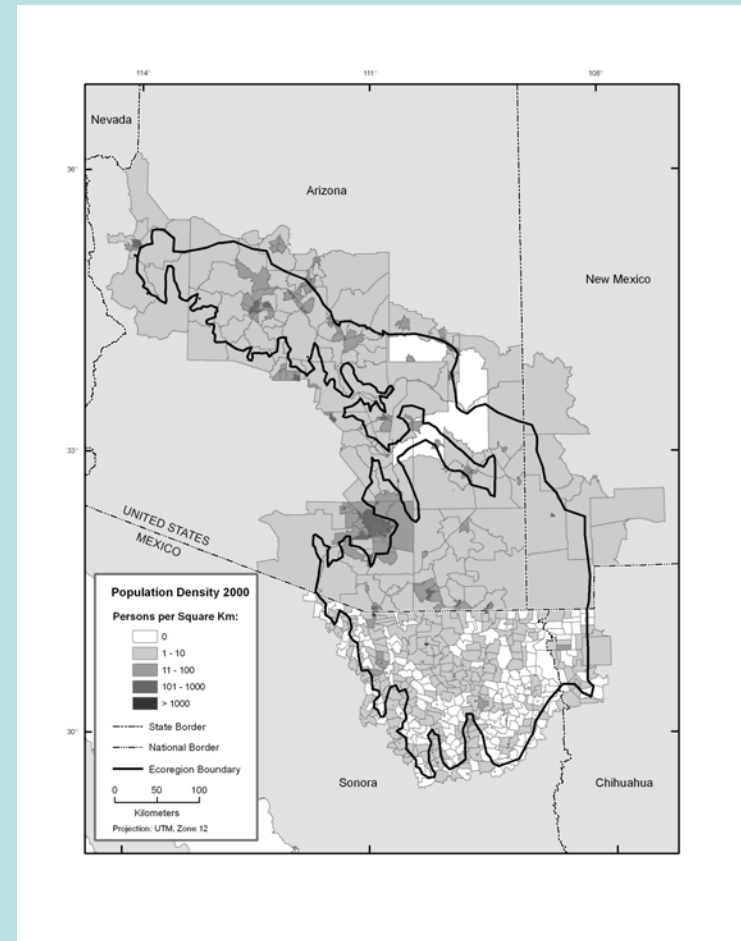 114°
111°
108°
Nevada
36°
Arizona
New Mexico
33°
UNITED STATES
MEXICO
Population Density 2000
Persons per Square Km:
0
1 - 10
11 - 100
101 - 1000
> 1000
State Border
National Border
Ecoregion Boundary
30°
0 50 100
Kilometers
Projection: UTM, Zone 12
Sonora
Chihuahua